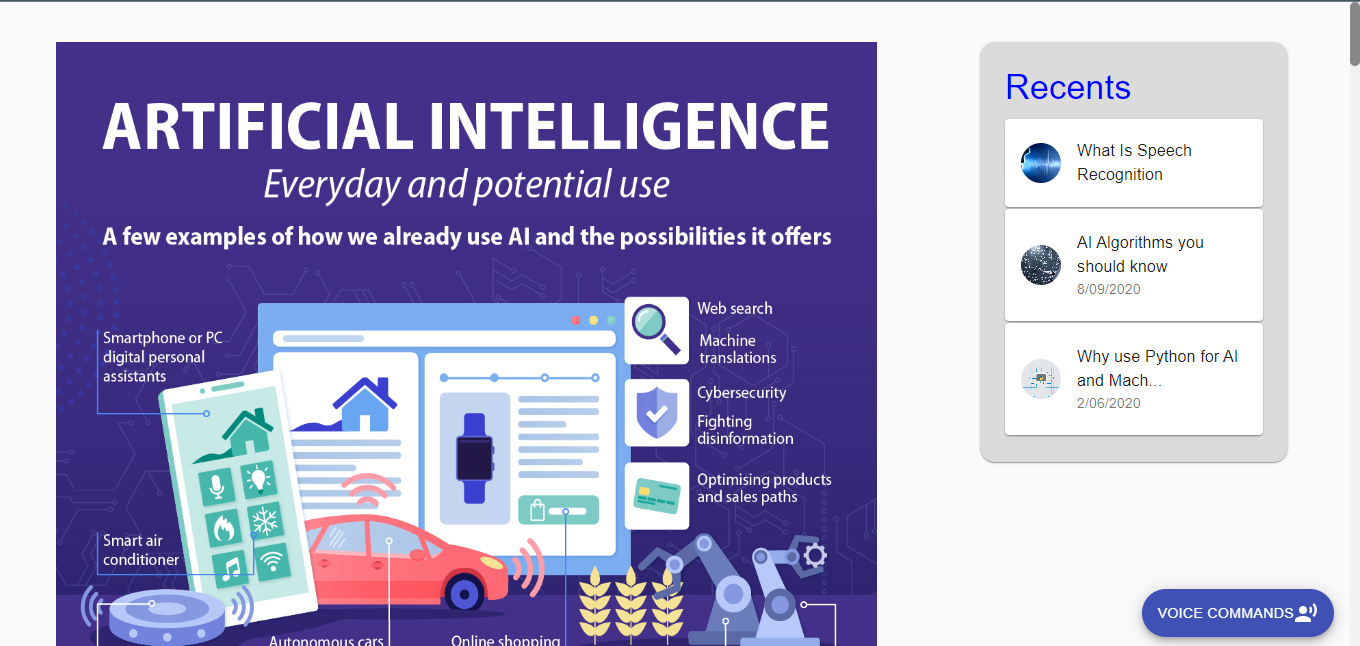 ARTIFICIAL INTELLIGENCE
Everyday and potential use
A few examples of how we already use AI and the possibilities it offers
Smartphone or PC
digital personal
assistants
Web search
Machine
translations
Cybersecurity
Fighting
disinformation
Optimising products
and sales paths
Smart air
conditioner
Autonomous cars
Online shopping
Recents
What Is Speech
Recognition
AI Algorithms you
should know
8/09/2020
Why use Python for AI
and Mach...
2/06/2020
VOICE COMMANDS